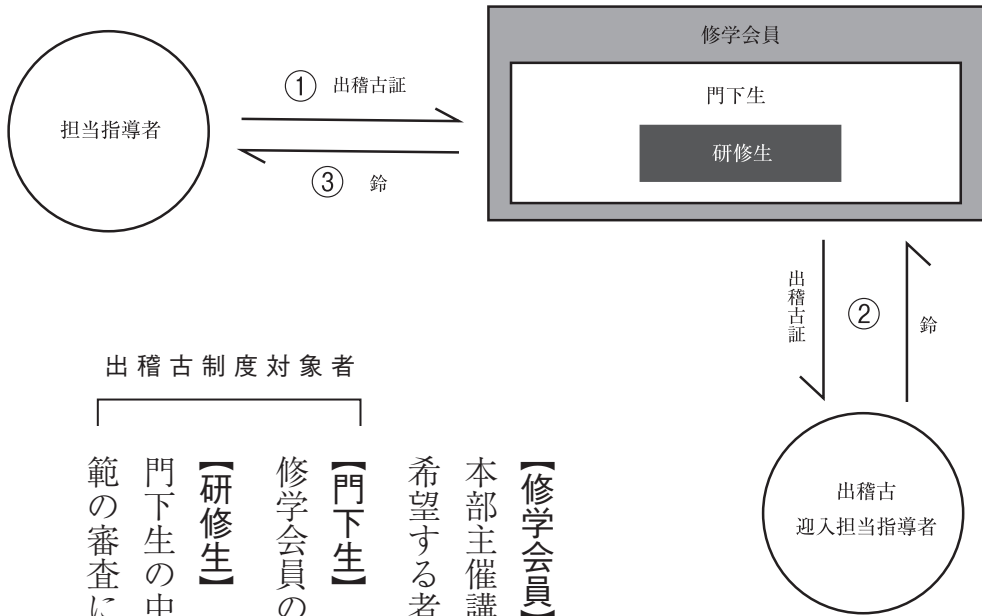 修学会員
門下生
研修生
担当指導者
① 出稽古証
③ 鈴
出稽古証
②
鈴
出稽古
迎入担当指導者
出稽古制度対象者
【修学会員】
本部主催講
希望する者
【門下生】
修学会員の
【研修生】
門下生の中
範の審査に